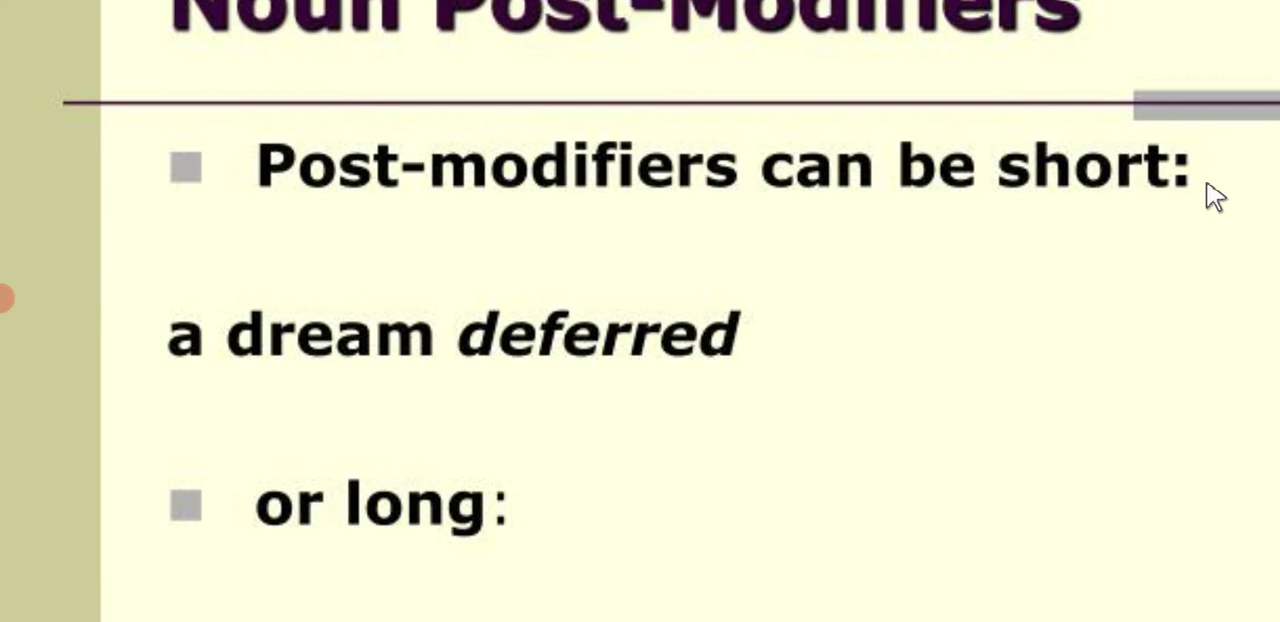 Noun Post-Modifiers
Post-modifiers can be short:
a dream deferred
or long: